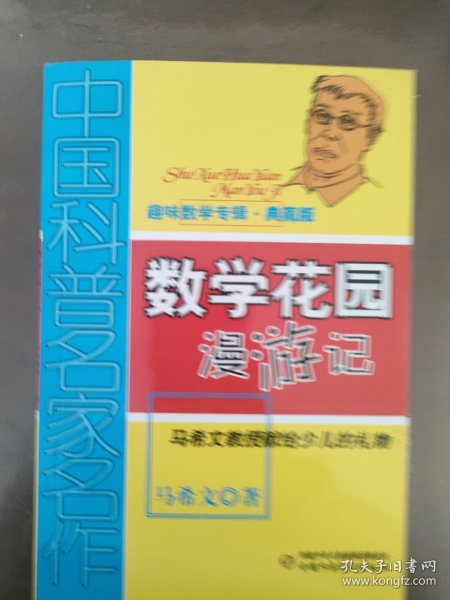 中国科普名家名作
Shu Xue Hua Yuan
Man You Ji
趣味数学专辑·典藏版
数学花园
漫游记
马希文教授献给少儿的礼物
马希文◎著
孔夫子旧书网
www.kongfz.com